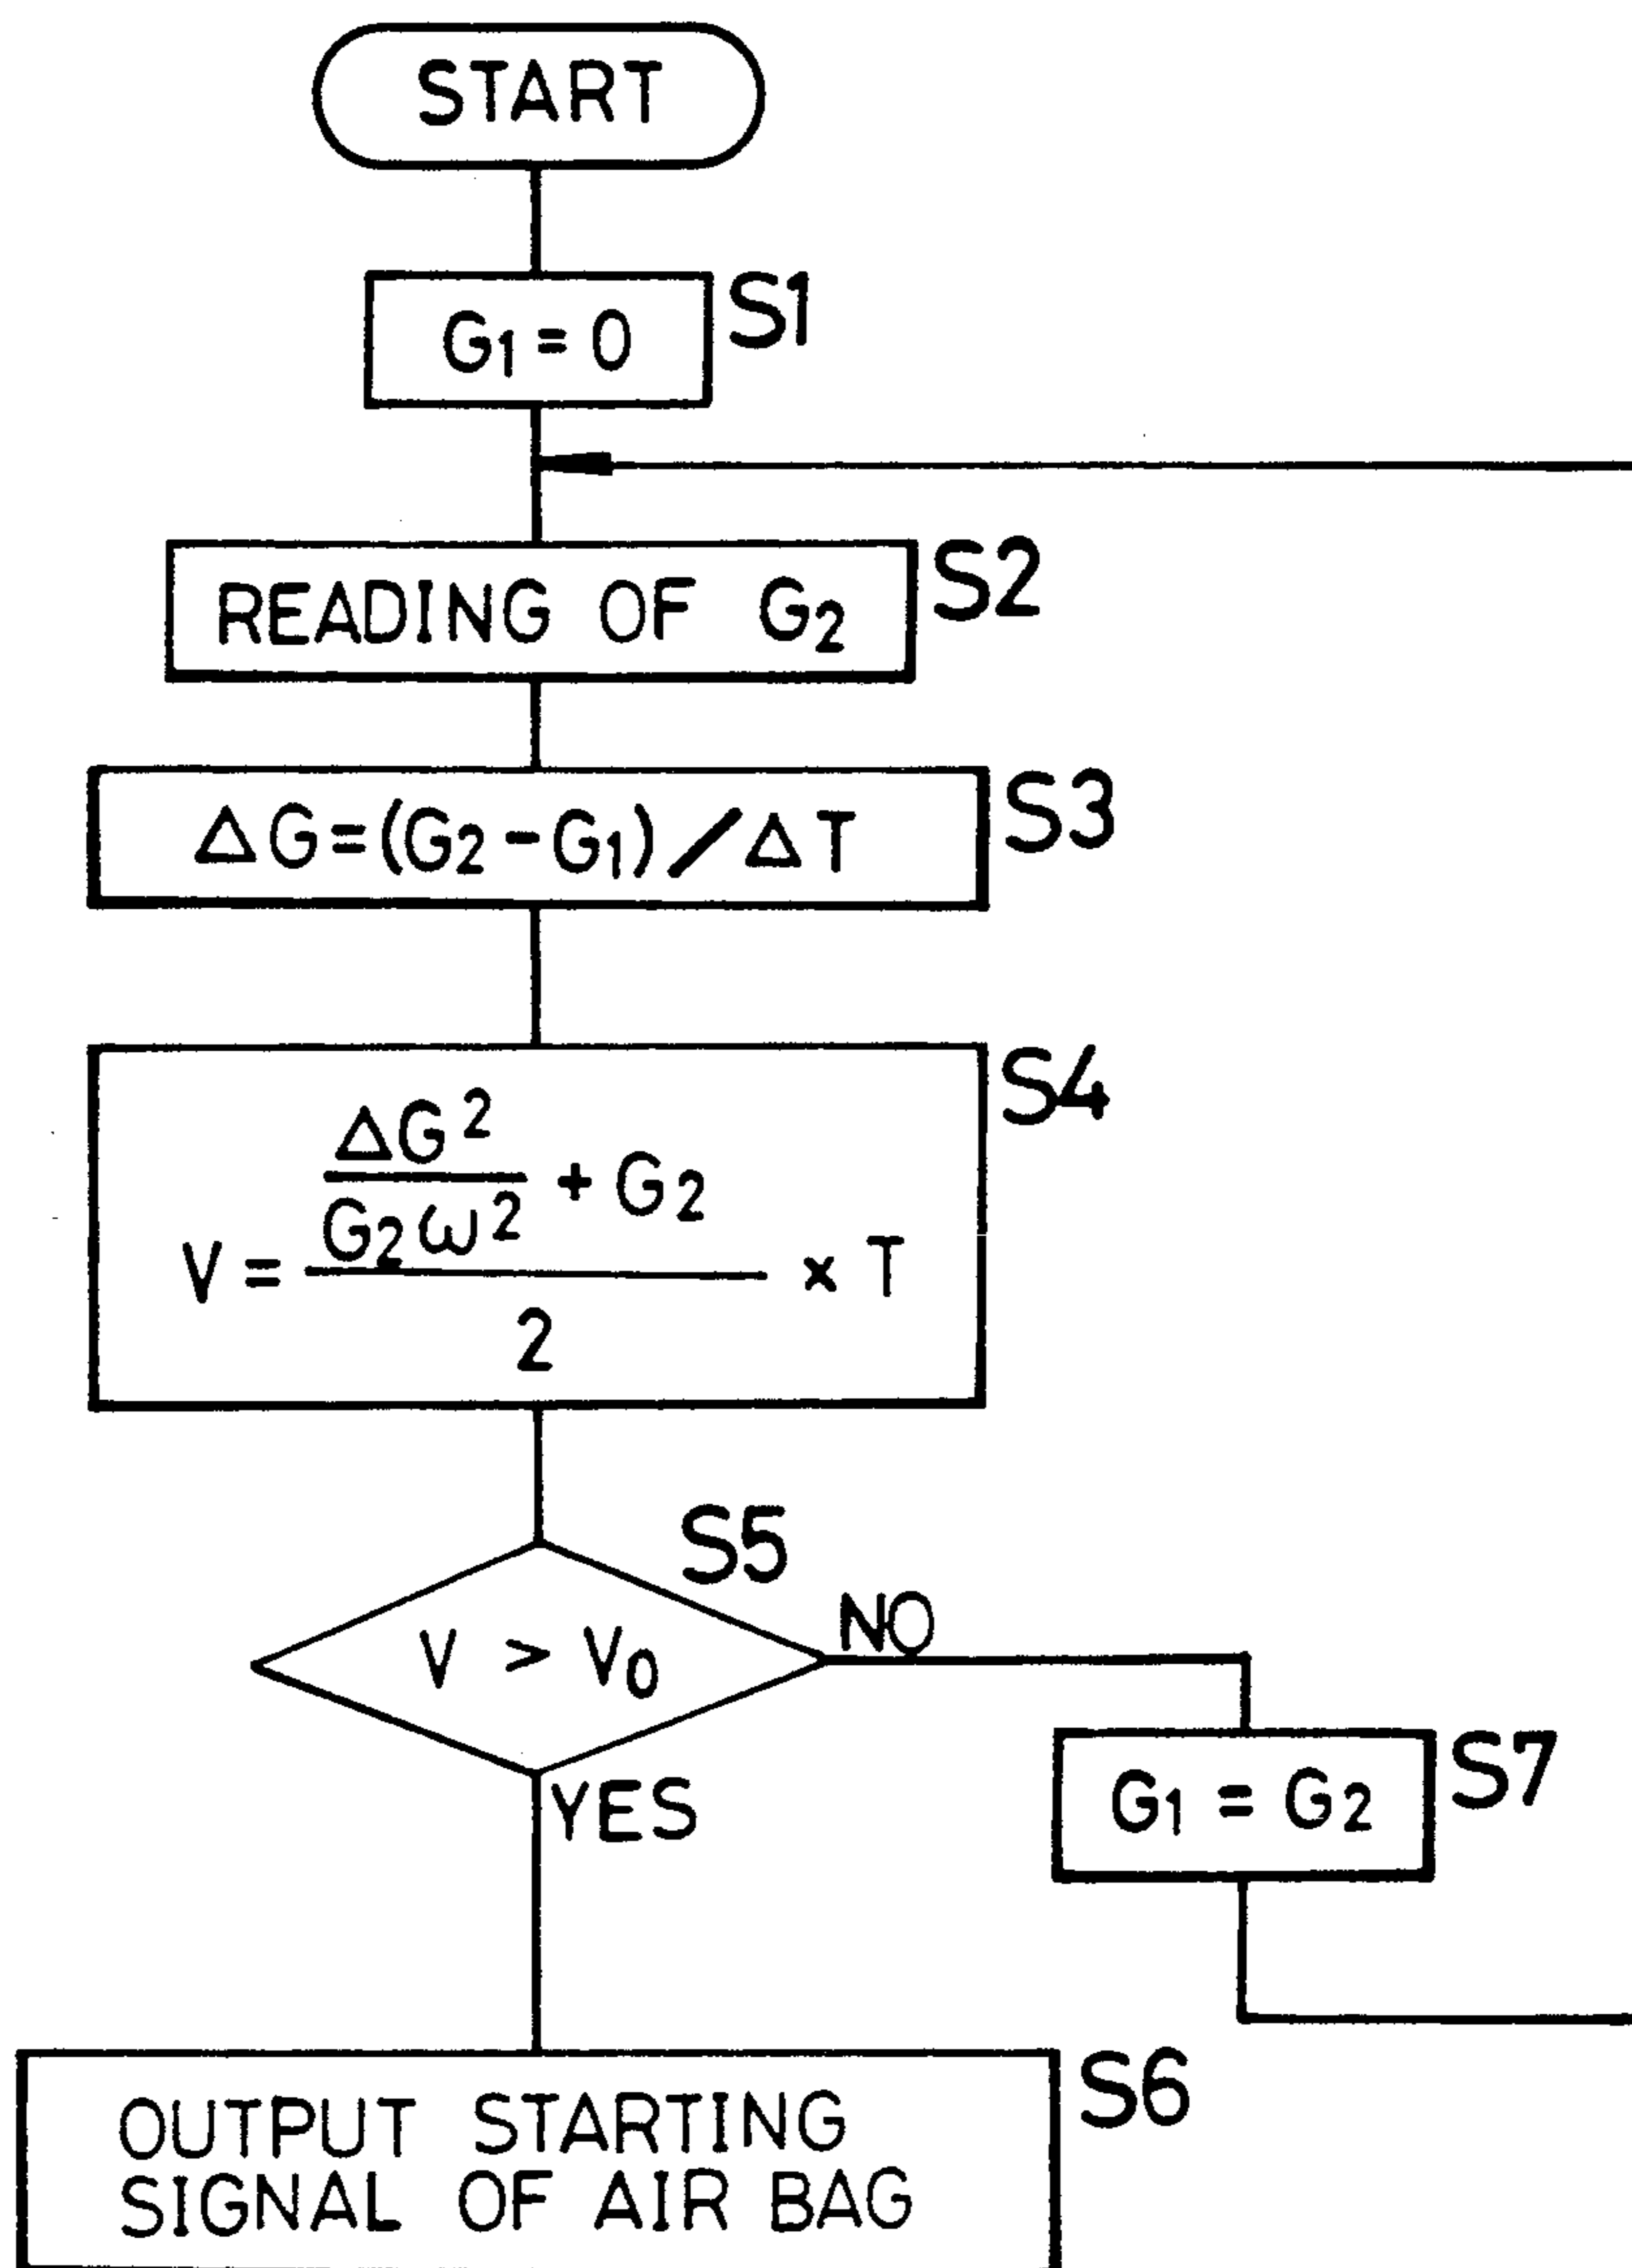 START
G₁ = 0
S1
READING OF G₂
S2
ΔG=(G₂-G₁)/ΔT
S3
S4
ΔG²
G₂ω²
+ G₂
V =
2
× T
S5
V > V₀
NO
YES
G₁ = G₂
S7
S6
OUTPUT STARTING
SIGNAL OF AIR BAG